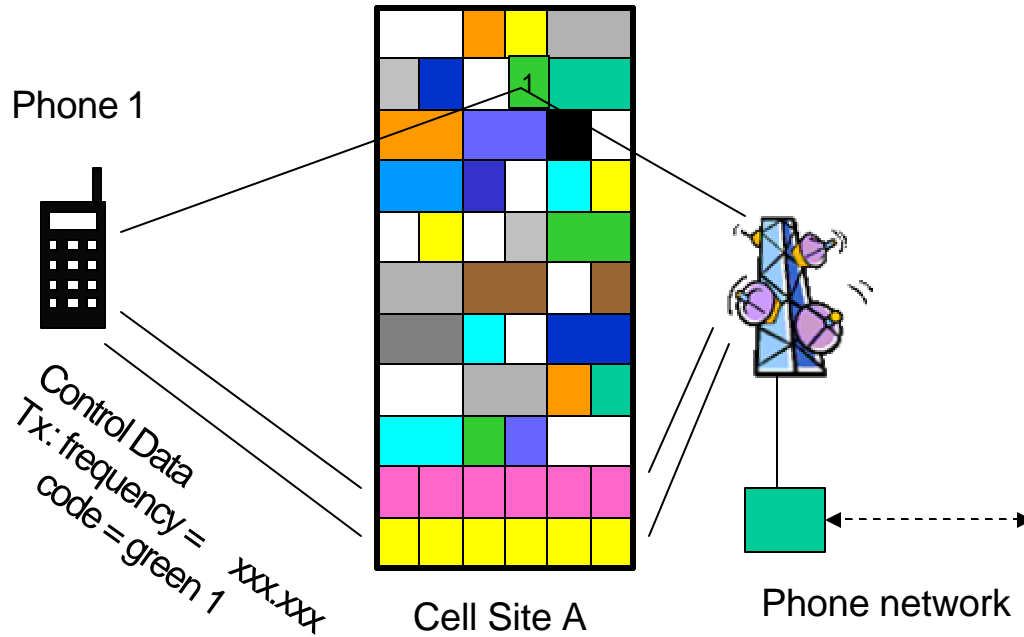 Phone 1
1
Control Data
Tx: frequency = xxx.xxx
code = green 1
Cell Site A
Phone network